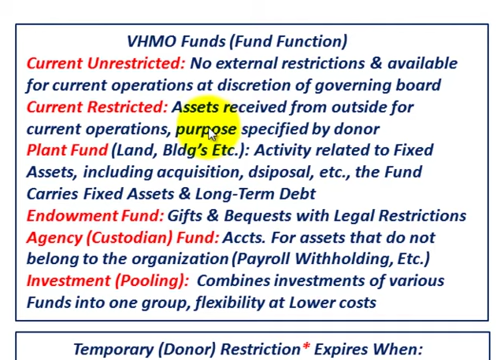 VHMO Funds (Fund Function)
Current Unrestricted: No external restrictions & available
for current operations at discretion of governing board
Current Restricted: Assets received from outside for
current operations, purpose specified by donor
Plant Fund (Land, Bldg's Etc.): Activity related to Fixed
Assets, including acquisition, dsiposal, etc., the Fund
Carries Fixed Assets & Long-Term Debt
Endowment Fund: Gifts & Bequests with Legal Restrictions
Agency (Custodian) Fund: Accts. For assets that do not
belong to the organization (Payroll Withholding, Etc.)
Investment (Pooling): Combines investments of various
Funds into one group, flexibility at Lower costs
Temporary (Donor) Restriction* Expires When: